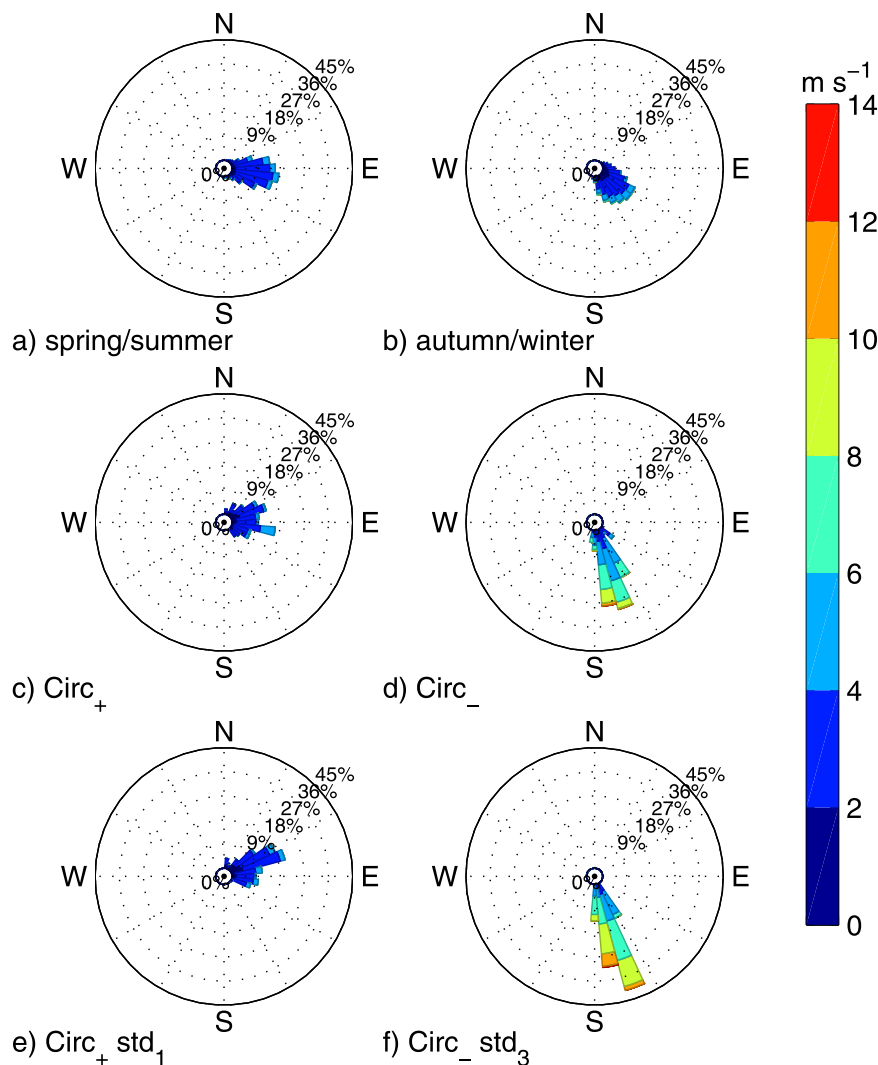 N
N
m s⁻¹
45%
36%
27%
18%
9%
0%
W
E
S
45%
36%
27%
18%
9%
0%
W
E
S
14
12
10
8
6
4
2
0
a) spring/summer
b) autumn/winter
N
N
45%
36%
27%
18%
9%
0%
W
E
S
45%
36%
27%
18%
9%
0%
W
E
S
c) Circ₊
d) Circ₋
N
N
45%
36%
27%
18%
9%
0%
W
E
S
45%
36%
27%
18%
9%
0%
W
E
S
e) Circ₊ std₁
f) Circ₋ std₃